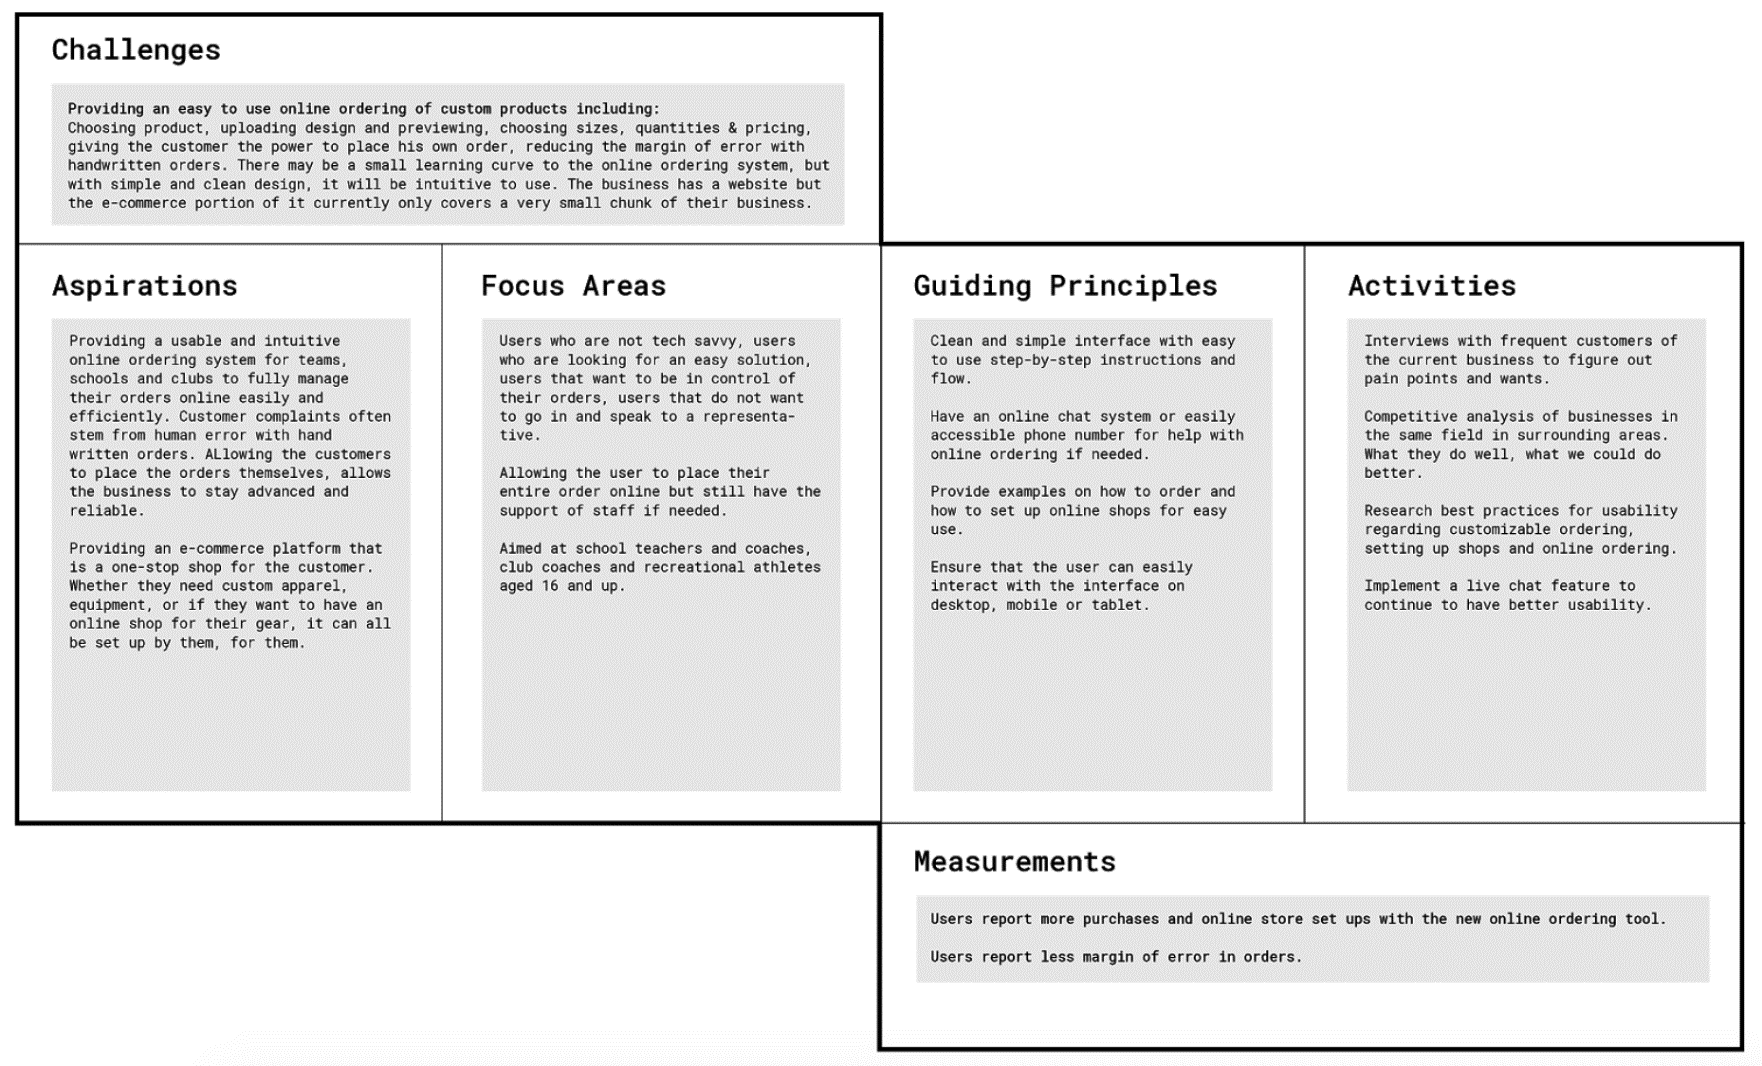 Challenges
Providing an easy to use online ordering of custom products including:
Choosing product, uploading design and previewing, choosing sizes, quantities & pricing,
giving the customer the power to place his own order, reducing the margin of error with
handwritten orders. There may be a small learning curve to the online ordering system, but
with simple and clean design, it will be intuitive to use. The business has a website but
the e-commerce portion of it currently only covers a very small chunk of their business.
Aspirations
Providing a usable and intuitive
online ordering system for teams,
schools and clubs to fully manage
their orders online easily and
efficiently. Customer complaints often
stem from human error with hand
written orders. ALlowing the customers
to place the orders themselves, allows
the business to stay advanced and
reliable.
Providing an e-commerce platform that
is a one-stop shop for the customer.
Whether they need custom apparel,
equipment, or if they want to have an
online shop for their gear, it can all
be set up by them, for them.
Focus Areas
Users who are not tech savvy, users
who are looking for an easy solution,
users that want to be in control of
their orders, users that do not want
to go in and speak to a representa-
tive.
Allowing the user to place their
entire order online but still have the
support of staff if needed.
Aimed at school teachers and coaches,
club coaches and recreational athletes
aged 16 and up.
Guiding Principles
Clean and simple interface with easy
to use step-by-step instructions and
flow.
Have an online chat system or easily
accessible phone number for help with
online ordering if needed.
Provide examples on how to order and
how to set up online shops for easy
use.
Ensure that the user can easily
interact with the interface on
desktop, mobile or tablet.
Activities
Interviews with frequent customers of
the current business to figure out
pain points and wants.
Competitive analysis of businesses in
the same field in surrounding areas.
What they do well, what we could do
better.
Research best practices for usability
regarding customizable ordering,
setting up shops and online ordering.
Implement a live chat feature to
continue to have better usability.
Measurements
Users report more purchases and online store set ups with the new online ordering tool.
Users report less margin of error in orders.